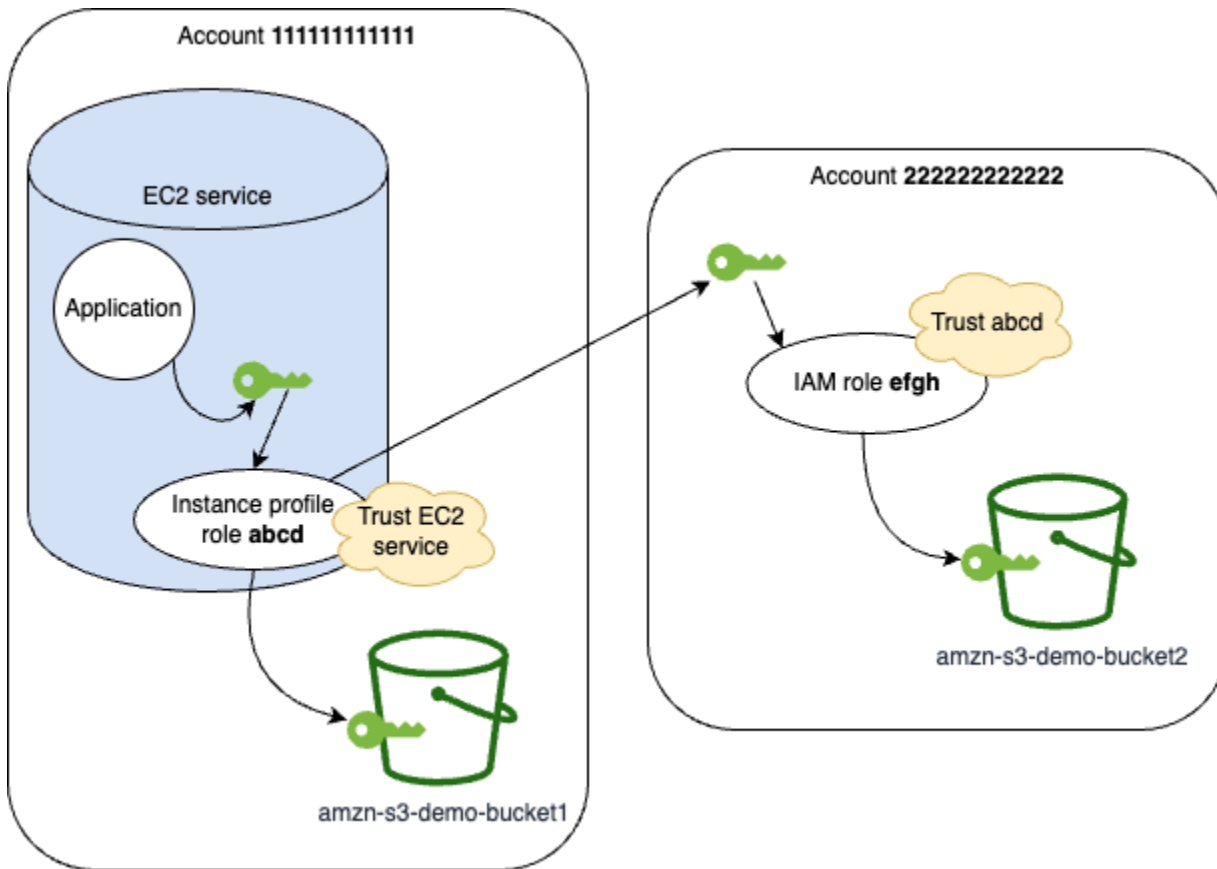 Account 111111111111
EC2 service
Application
Instance profile
role abcd
Trust EC2
service
amzn-s3-demo-bucket1
Account 222222222222
Trust abcd
IAM role efgh
amzn-s3-demo-bucket2